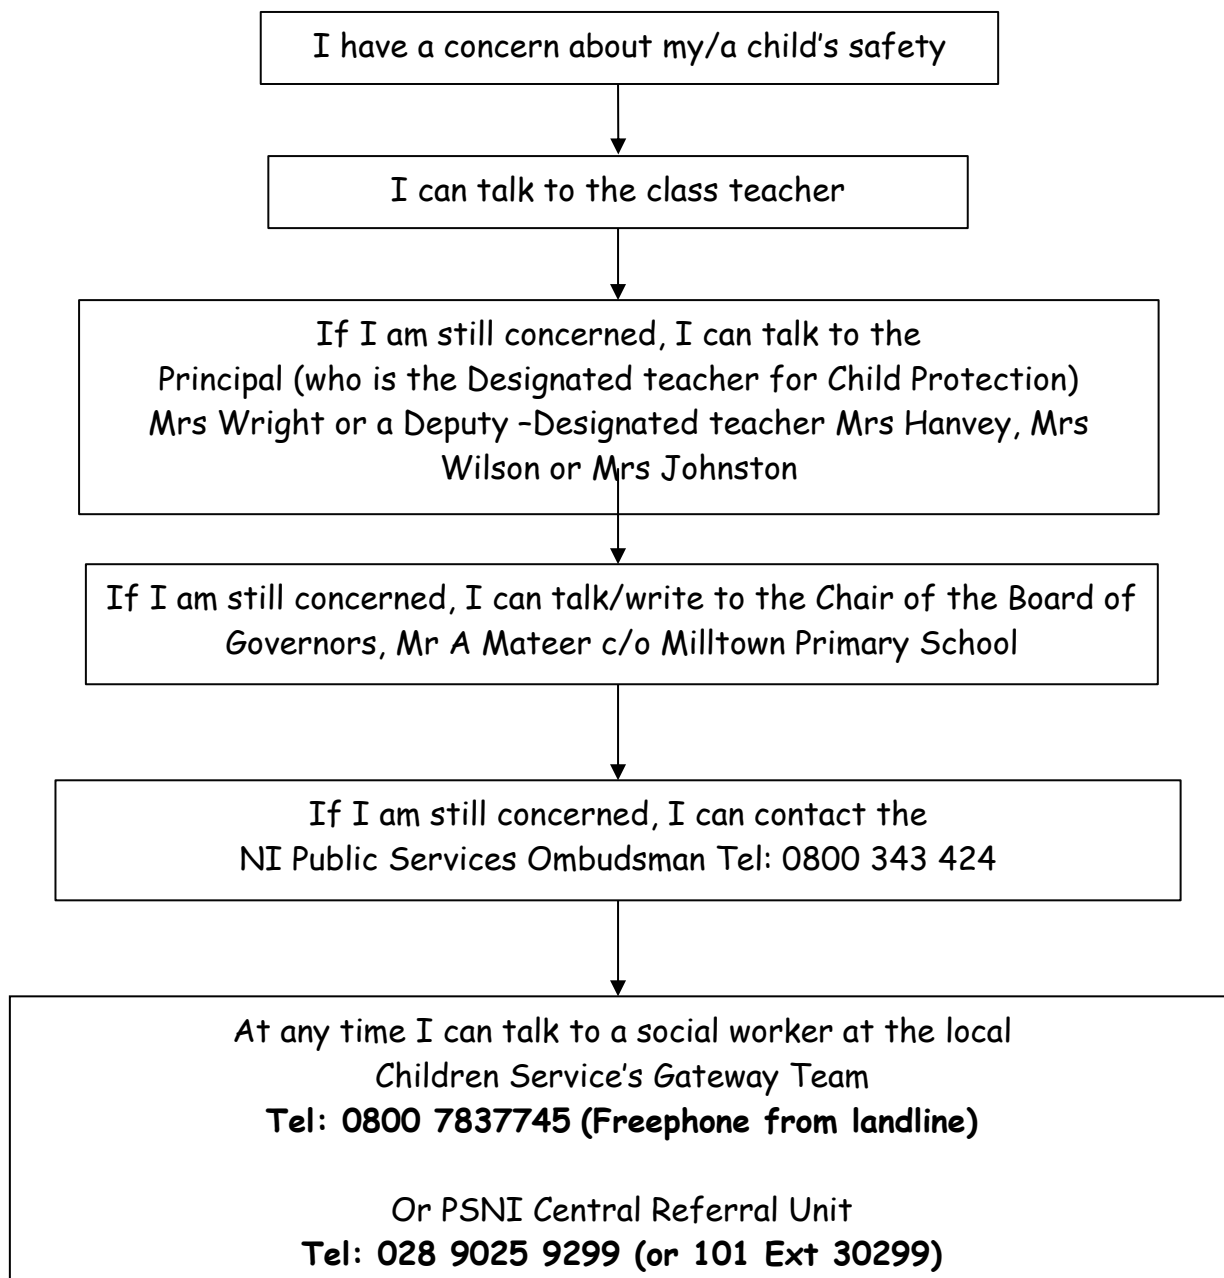 I have a concern about my/a child’s safety
I can talk to the class teacher
If I am still concerned, I can talk to the
Principal (who is the Designated teacher for Child Protection)
Mrs Wright or a Deputy –Designated teacher Mrs Hanvey, Mrs
Wilson or Mrs Johnston
If I am still concerned, I can talk/write to the Chair of the Board of
Governors, Mr A Mateer c/o Milltown Primary School
If I am still concerned, I can contact the
NI Public Services Ombudsman Tel: 0800 343 424
At any time I can talk to a social worker at the local
Children Service’s Gateway Team
Tel: 0800 7837745 (Freephone from landline)
Or PSNI Central Referral Unit
Tel: 028 9025 9299 (or 101 Ext 30299)